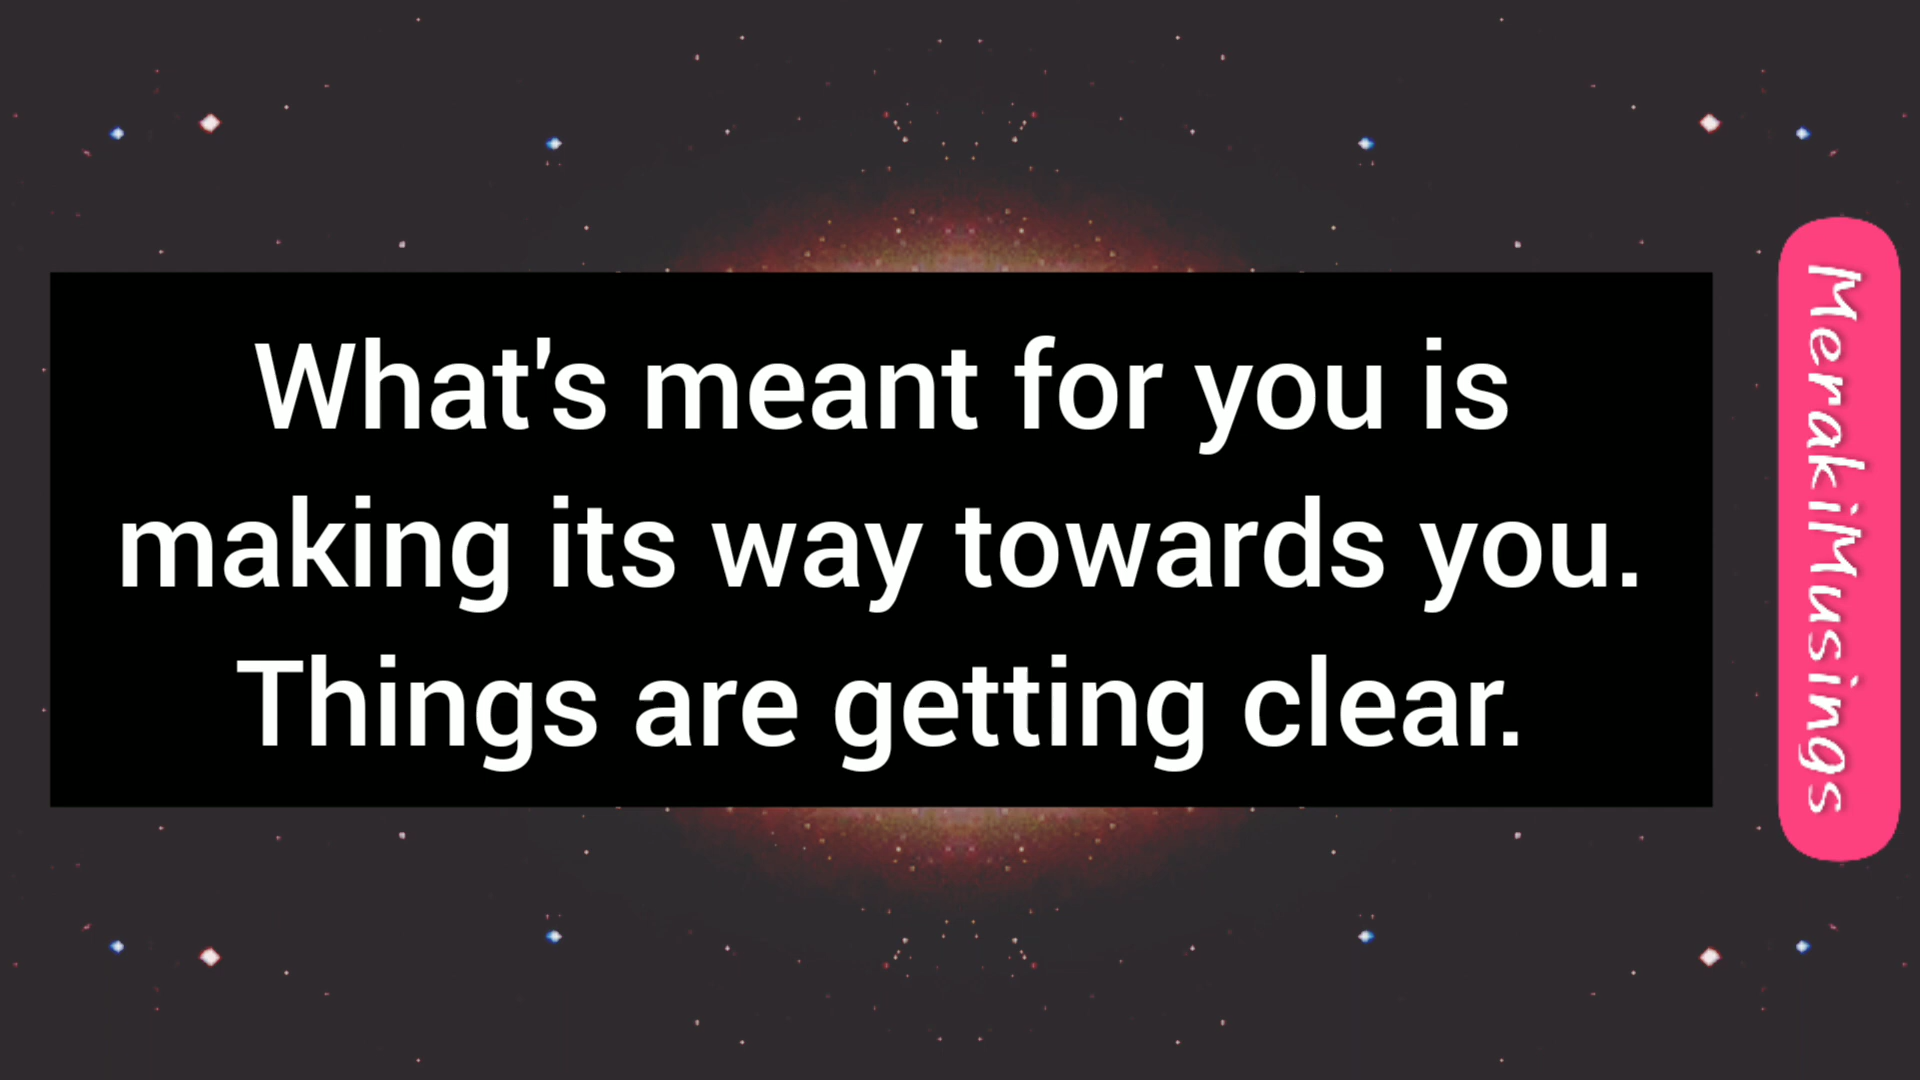 What's meant for you is
making its way towards you.
Things are getting clear.
MerakiMusings